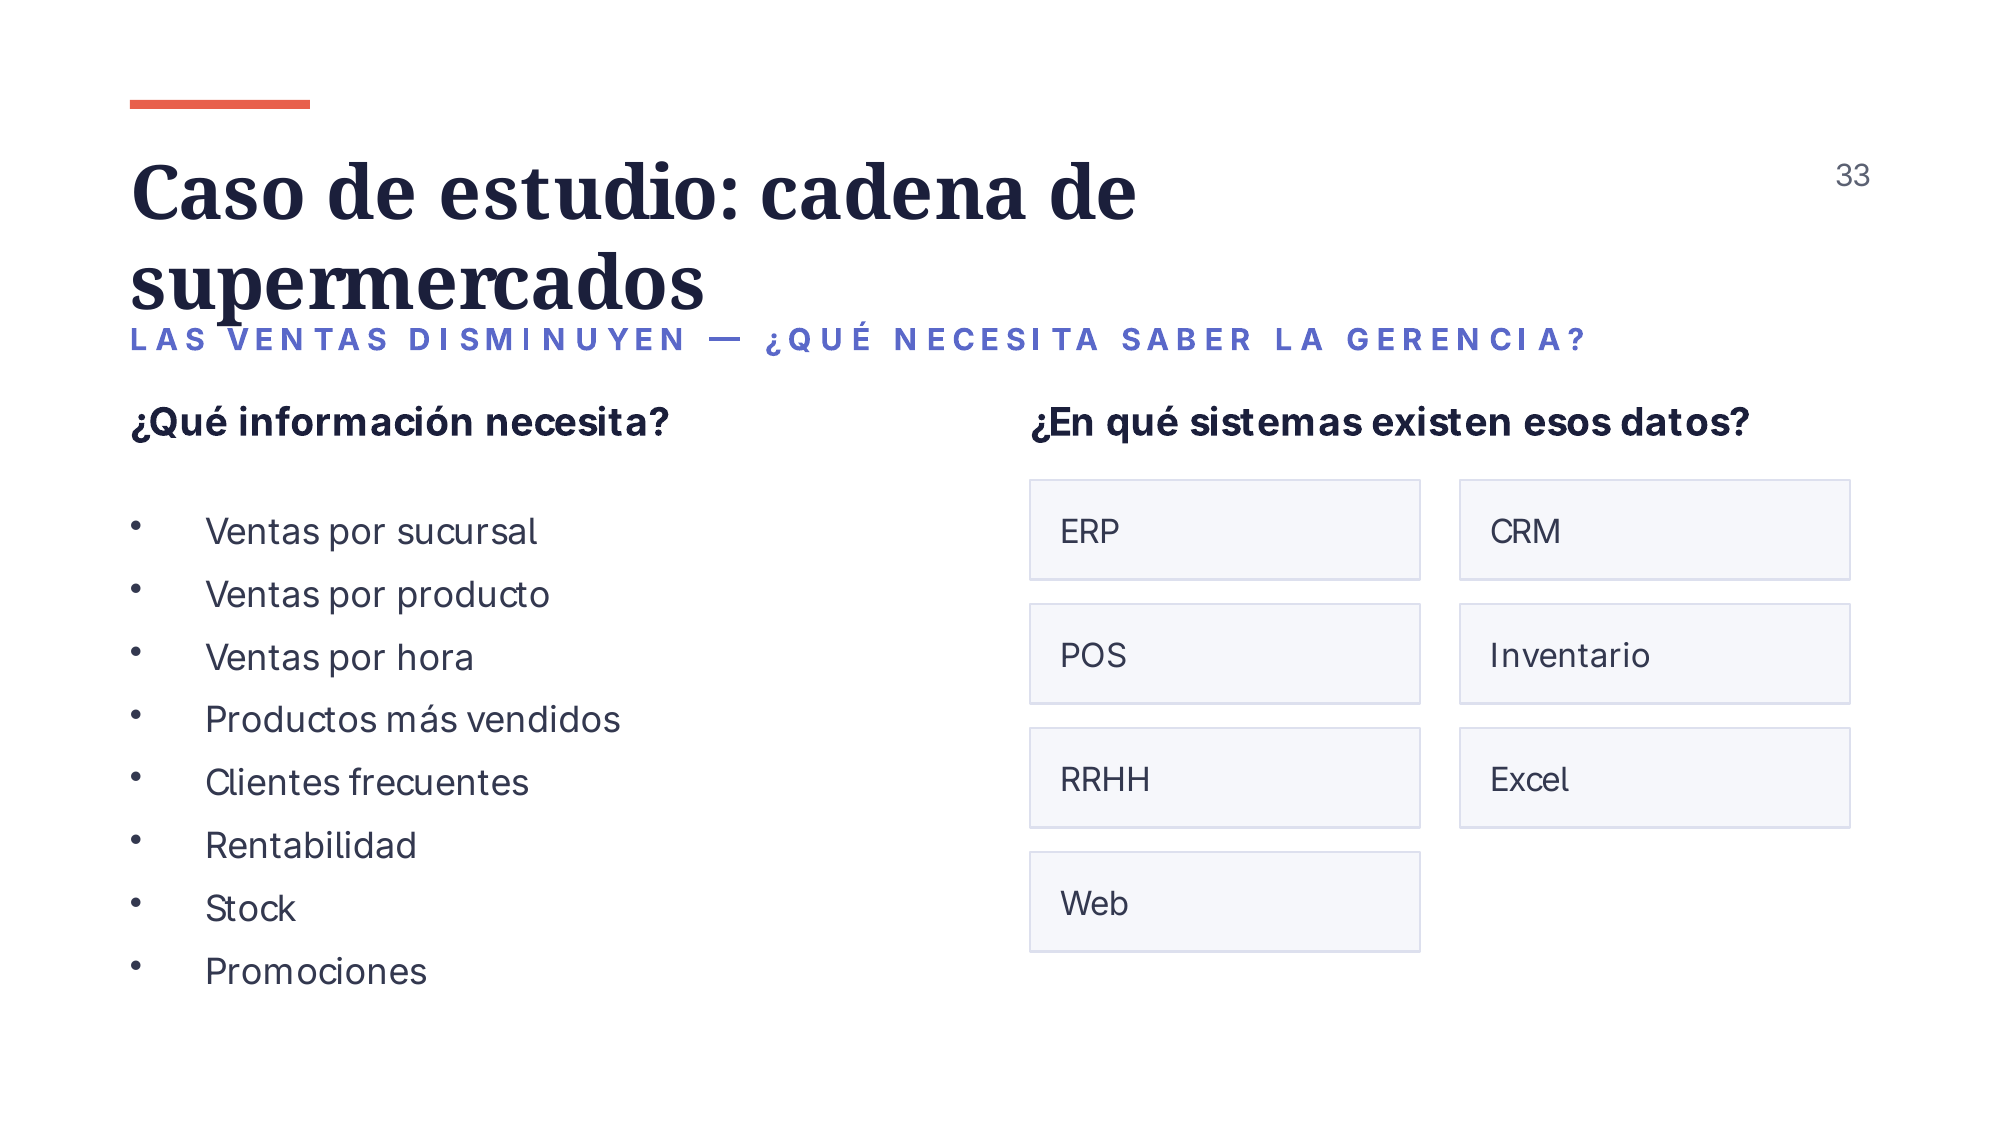 Caso de estudio: cadena de
supermercados
33
LAS VENTAS DISMINUYEN — ¿QUÉ NECESITA SABER LA GERENCIA?
¿Qué información necesita?
• Ventas por sucursal
• Ventas por producto
• Ventas por hora
• Productos más vendidos
• Clientes frecuentes
• Rentabilidad
• Stock
• Promociones
¿En qué sistemas existen esos datos?
ERP
CRM
POS
Inventario
RRHH
Excel
Web